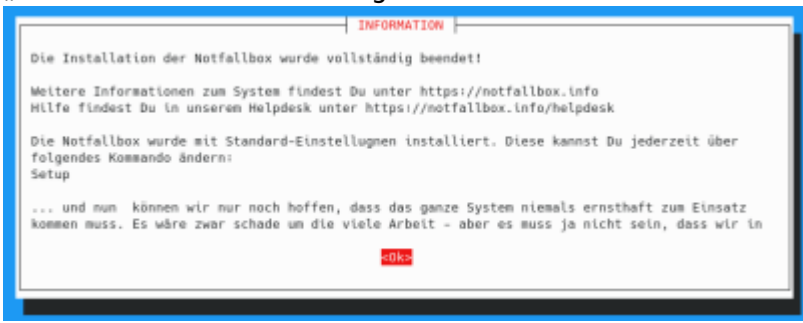 INFORMATION
Die Installation der Notfallbox wurde vollständig beendet!
Weitere Informationen zum System findest Du unter https://notfallbox.info
Hilfe findest Du in unserem Helpdesk unter https://notfallbox.info/helpdesk
Die Notfallbox wurde mit Standard-Einstellugnen installiert. Diese kannst Du jederzeit über
folgendes Kommando ändern:
Setup
... und nun können wir nur noch hoffen, dass das ganze System niemals ernsthaft zum Einsatz
kommen muss. Es wäre zwar schade um die viele Arbeit – aber es muss ja nicht sein, dass wir in
<Ok>